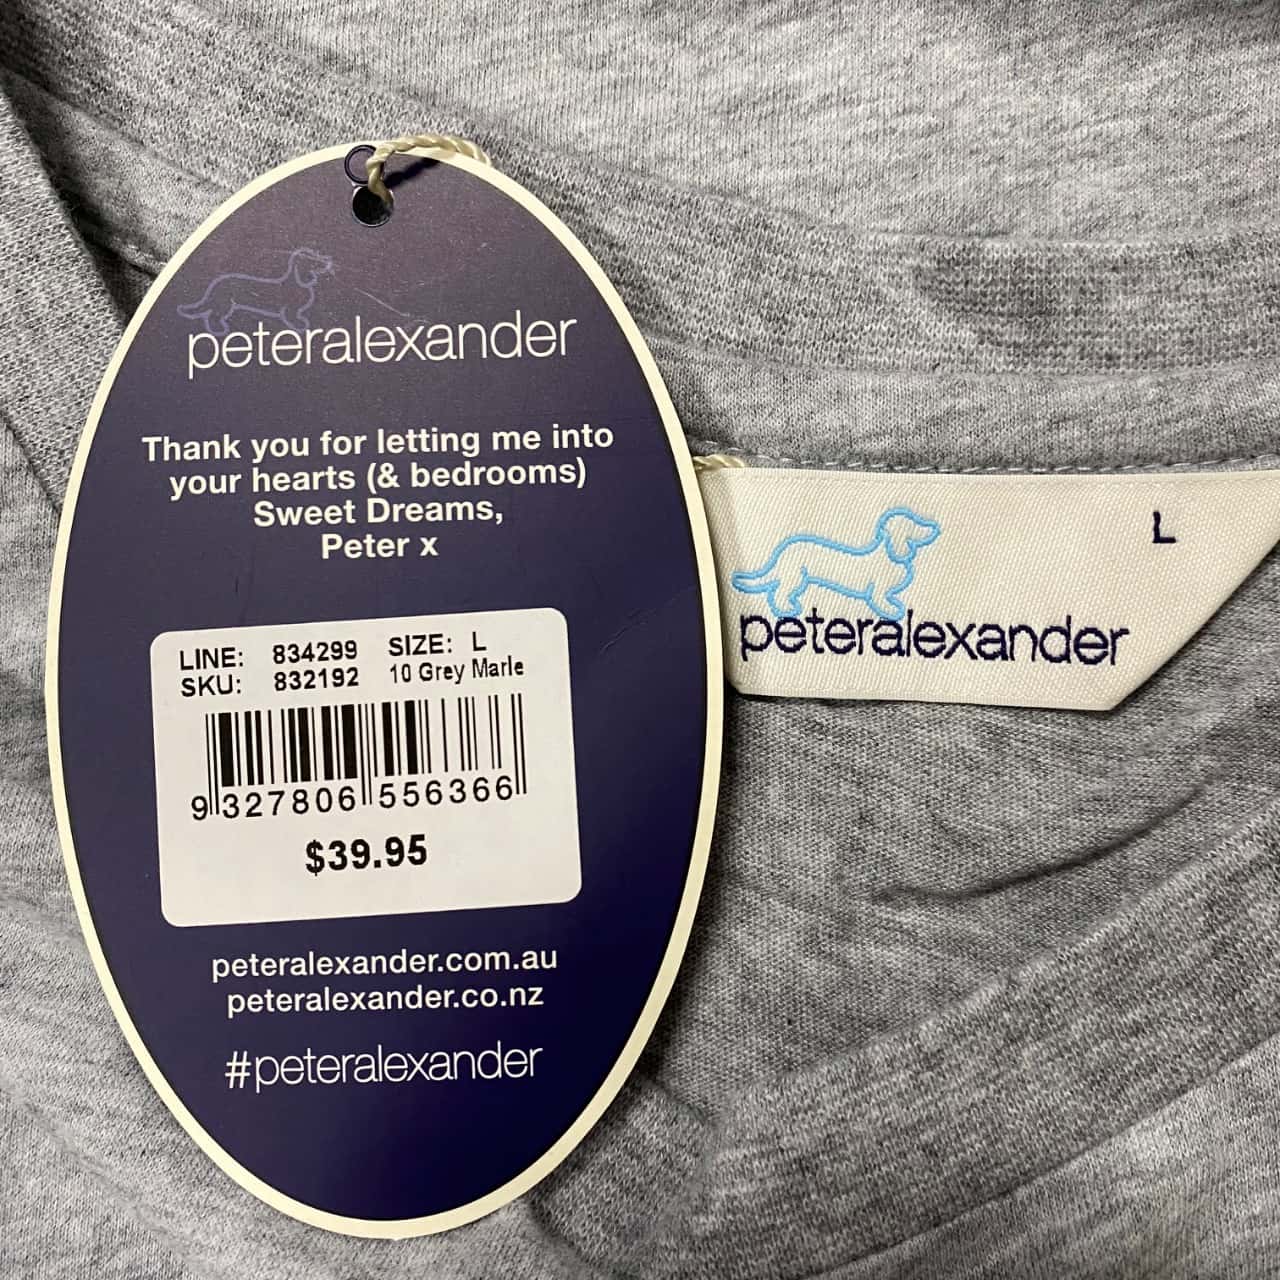 peteralexander
Thank you for letting me into
your hearts (& bedrooms)
Sweet Dreams,
Peter x
LINE: 834299 SIZE: L
SKU: 832192 10 Grey Marle
9 327806 556366
$39.95
peteralexander.com.au
peteralexander.co.nz
#peteralexander
L
peteralexander